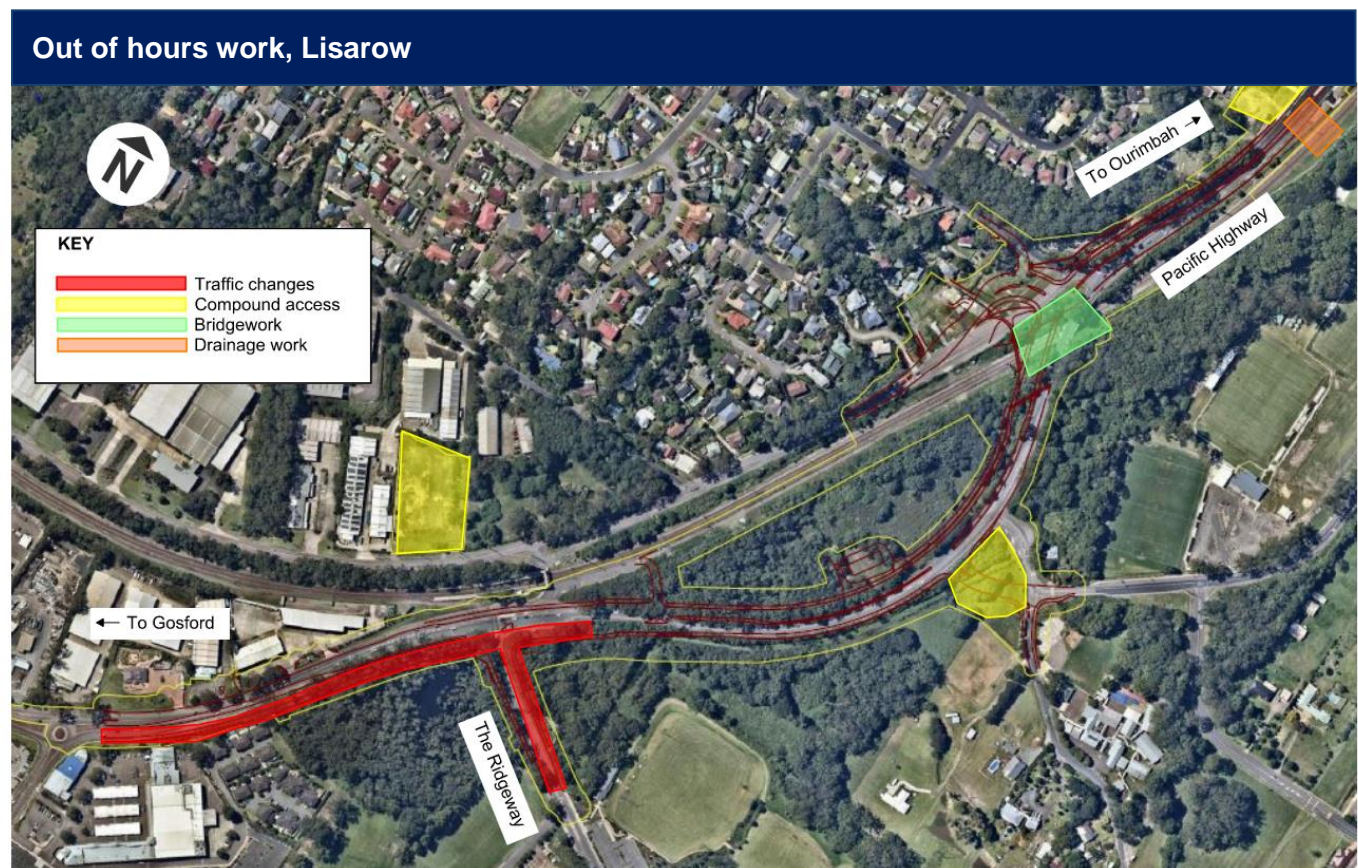 Out of hours work, Lisarow
N
To Ourimbah →
Pacific Highway
KEY
Traffic changes
Compound access
Bridgework
Drainage work
← To Gosford
The Ridgeway